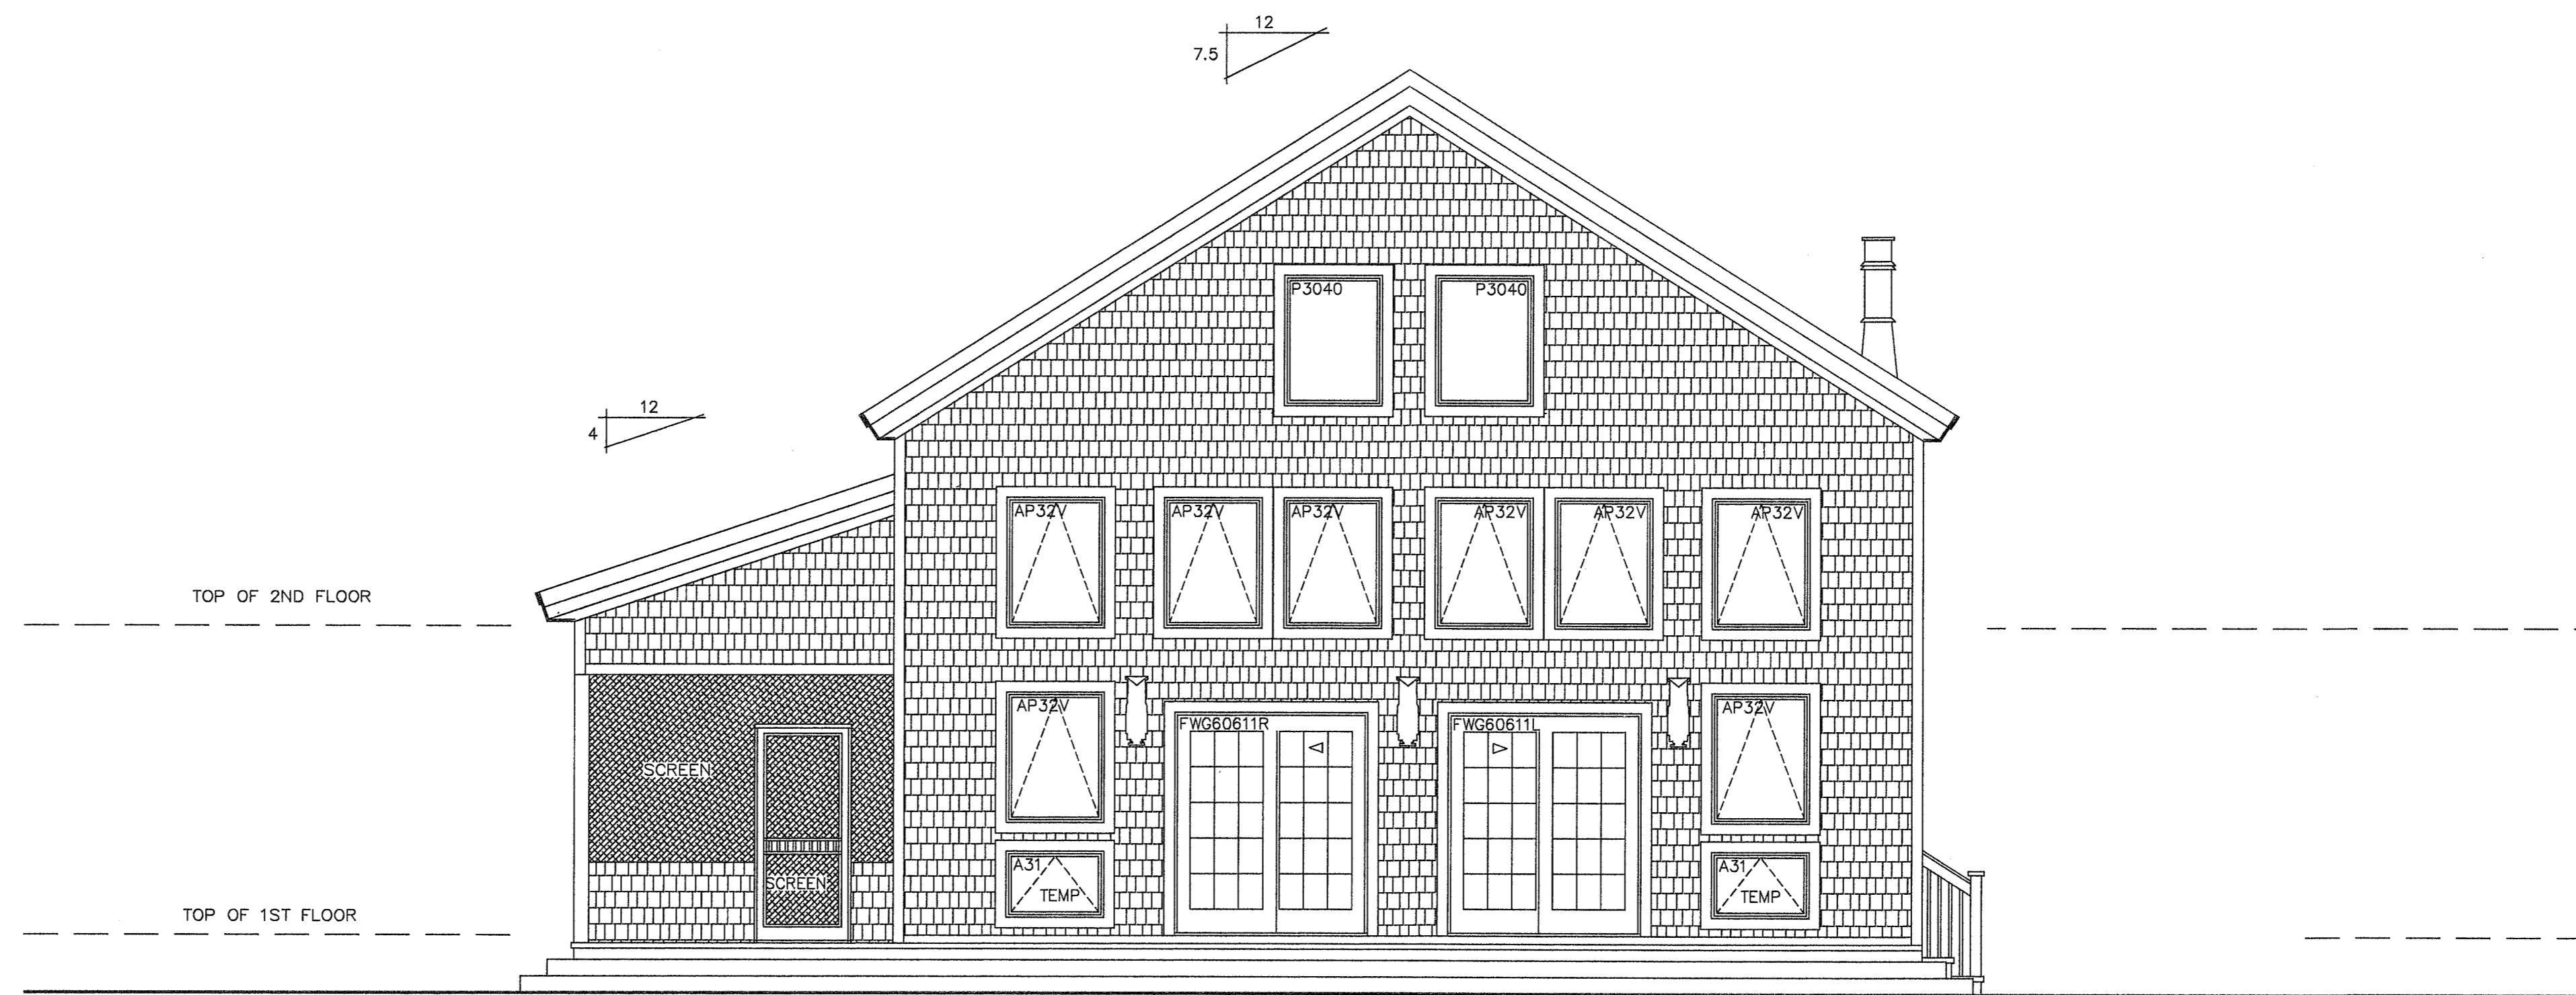 12
7.5
P3040 P3040
12
4
AP32V AP32V AP32V AP32V AP32V AP32V
TOP OF 2ND FLOOR
AP32V AP32V
FWG60611R FWG60611L
SCREEN
A31 A31
SCREEN
TEMP TEMP
TOP OF 1ST FLOOR